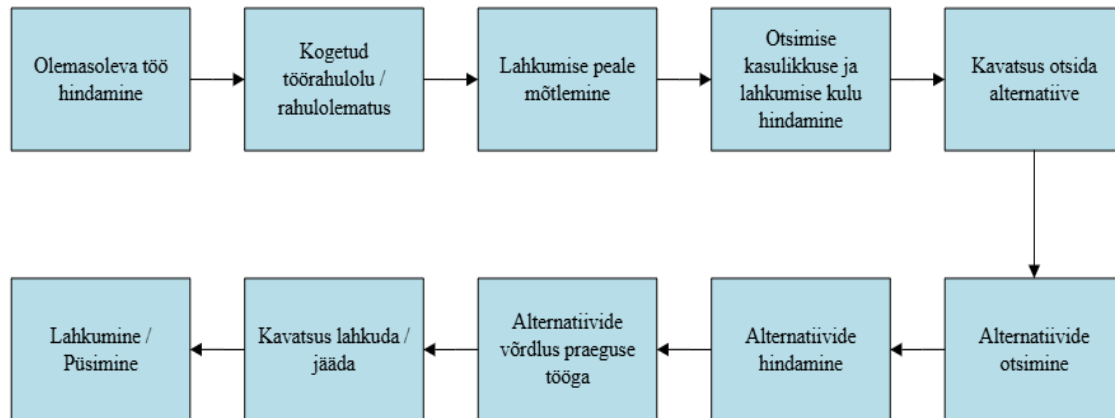 Olemasoleva töö
hindamine
Kogetud
töörahulolu /
rahulolematus
Lahkumise peale
mõtlemine
Otsimise
kasulikkuse ja
lahkumise kulu
hindamine
Kavatsus otsida
alternatiive
Alternatiivide
otsimine
Alternatiivide
hindamine
Alternatiivide
võrdlus praeguse
tööga
Kavatsus lahkuda /
jääda
Lahkumine /
Püsimine